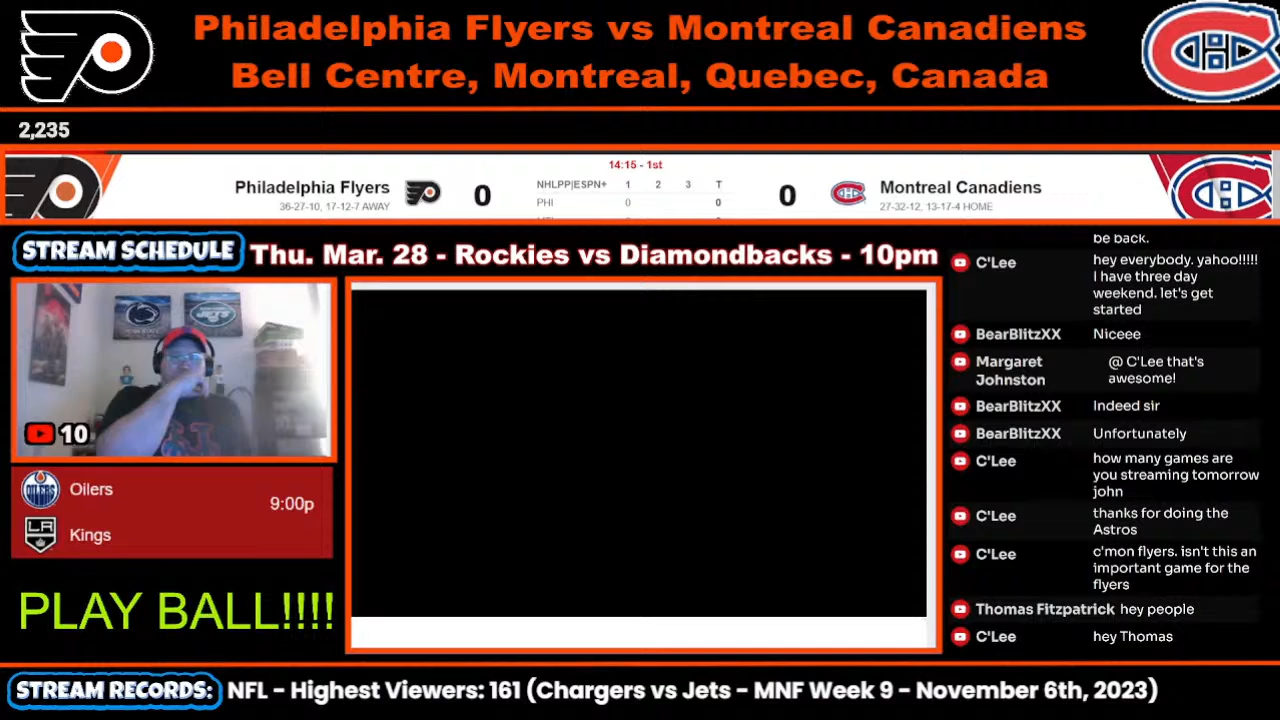 Philadelphia Flyers vs Montreal Canadiens
Bell Centre, Montreal, Quebec, Canada
2,235
14:15 - 1st
Philadelphia Flyers
36-27-10, 17-12-7 AWAY
0
NHLPP|ESPN+ 1 2 3 T
PHI 0 0
0
Montreal Canadiens
27-32-12, 13-17-4 HOME
STREAM SCHEDULE
Thu. Mar. 28 - Rockies vs Diamondbacks - 10pm
JETS
10
OILERS
Oilers
9:00p
LA
Kings
PLAY BALL!!!!
be back.
C'Lee hey everybody. yahoo!!!!!
I have three day
weekend. let's get
started
BearBlitzXX Niceee
Margaret Johnston @ C'Lee that's
awesome!
BearBlitzXX Indeed sir
BearBlitzXX Unfortunately
C'Lee how many games are
you streaming tomorrow
john
C'Lee thanks for doing the
Astros
C'Lee c'mon flyers. isn't this an
important game for the
flyers
Thomas Fitzpatrick hey people
C'Lee hey Thomas
STREAM RECORDS: NFL - Highest Viewers: 161 (Chargers vs Jets - MNF Week 9 - November 6th, 2023)